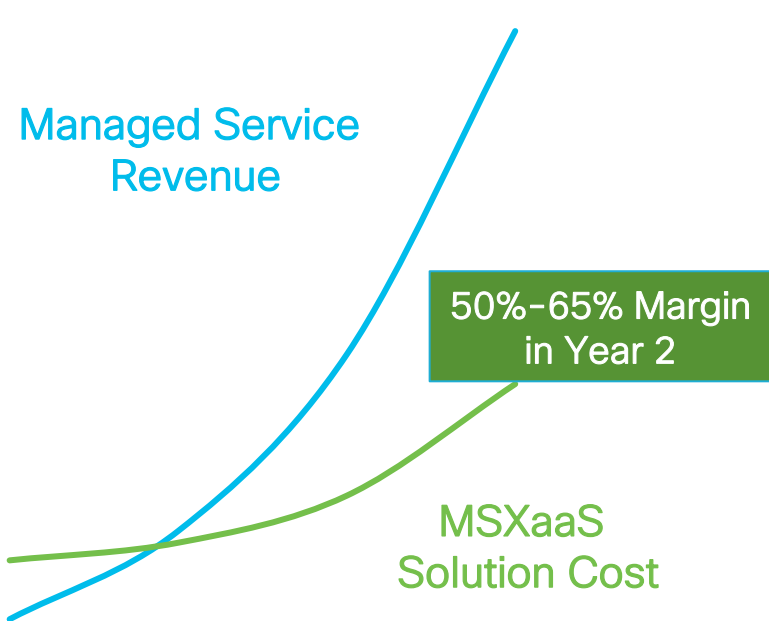 Managed Service
Revenue
50%-65% Margin
in Year 2
MSXaaS
Solution Cost